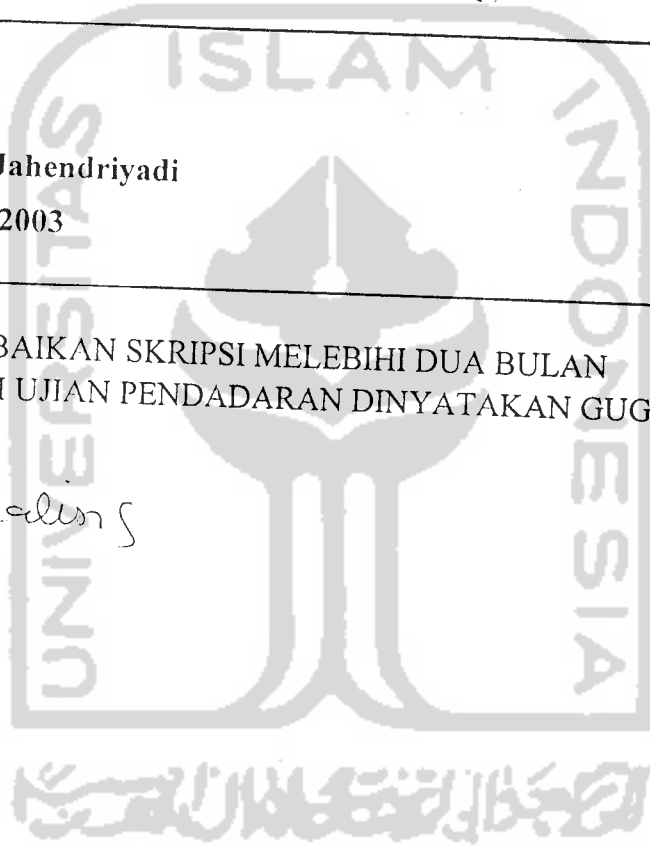 ISLAM
UNIVERSITAS
INDONESIA
Jahendriyadi
2003
BAIKAN SKRIPSI MELEBIHI DUA BULAN
UJIAN PENDADARAN DINYATAKAN GUG